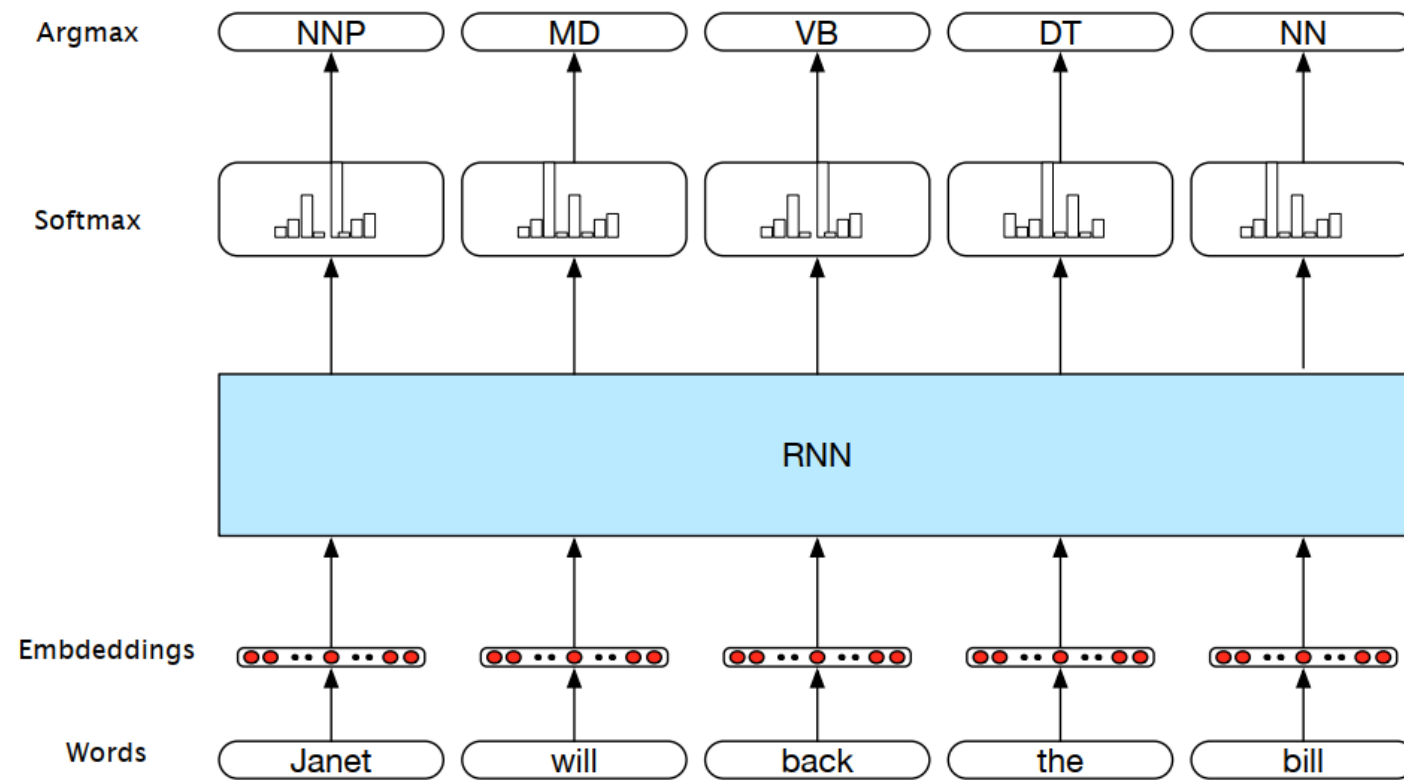 Argmax NNP MD VB DT NN
Softmax
RNN
Embdeddings
Words Janet will back the bill